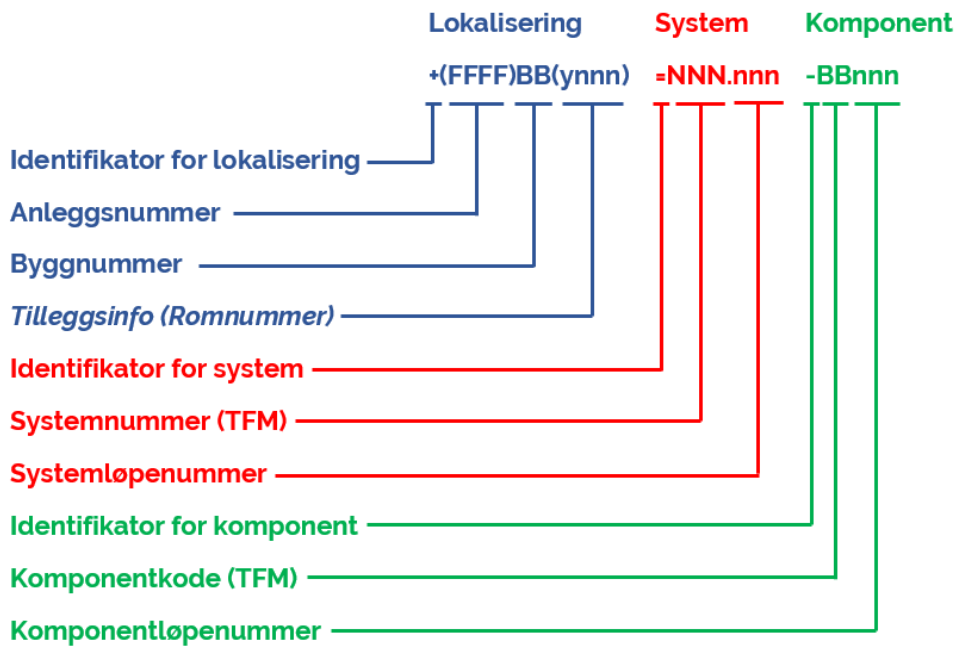 Lokalisering System Komponent
+(FFFF)BB(ynnn) =NNN.nnn -BBnnn
Identifikator for lokalisering
Anleggsnummer
Byggnummer
Tilleggsinfo (Romnummer)
Identifikator for system
Systemnummer (TFM)
Systemløpenummer
Identifikator for komponent
Komponentkode (TFM)
Komponentløpenummer